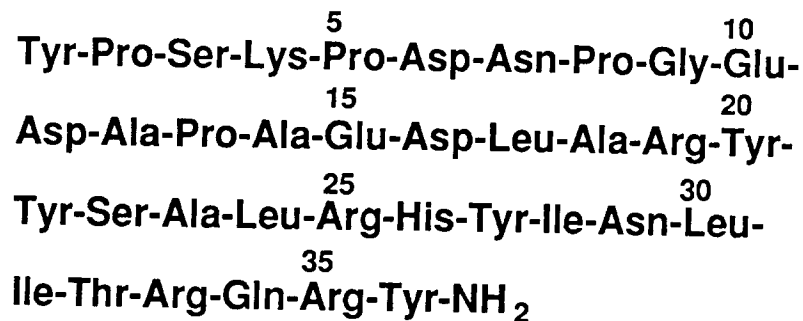 5 10
Tyr-Pro-Ser-Lys-Pro-Asp-Asn-Pro-Gly-Glu-
15 20
Asp-Ala-Pro-Ala-Glu-Asp-Leu-Ala-Arg-Tyr-
25 30
Tyr-Ser-Ala-Leu-Arg-His-Tyr-Ile-Asn-Leu-
35
Ile-Thr-Arg-Gln-Arg-Tyr-NH2